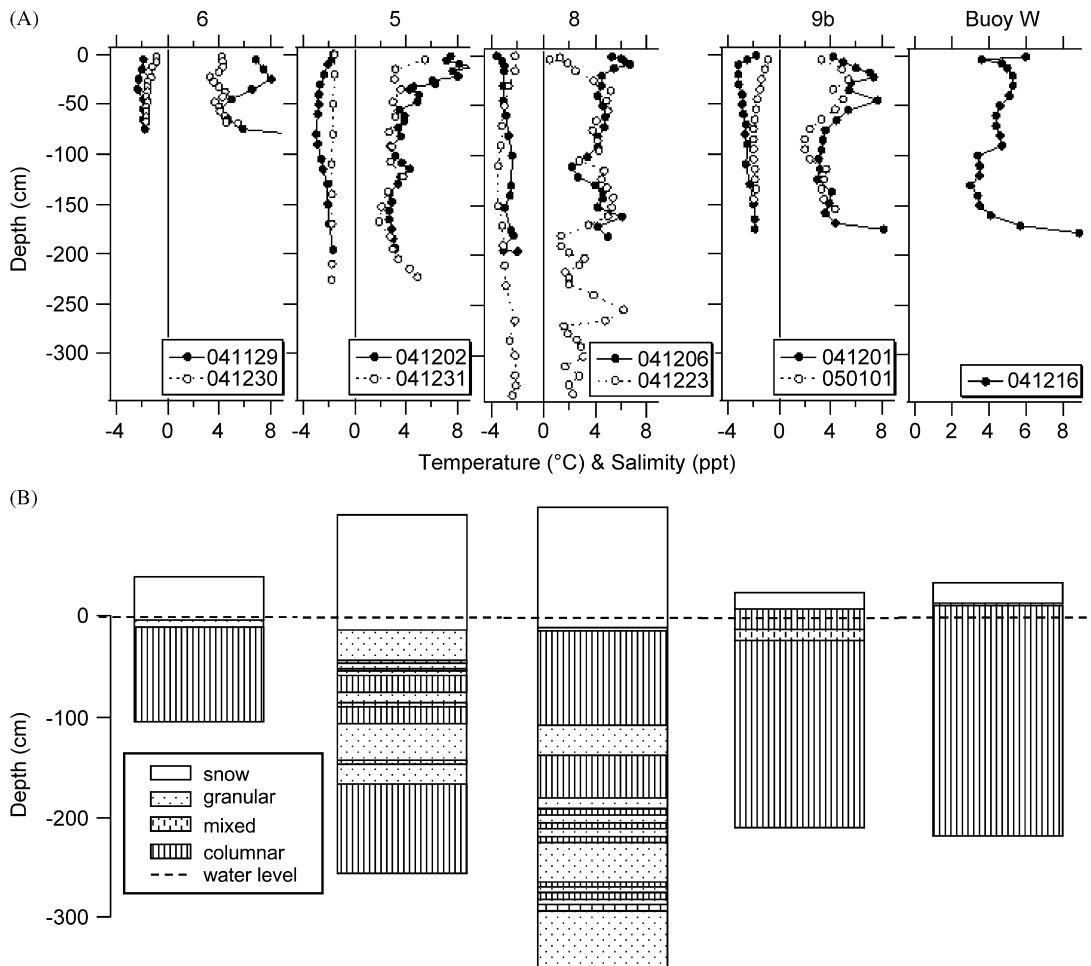 (A) 6 5 8 9b Buoy W
0
-50
-100
-150
-200
-250
-300
Depth (cm)
041129
041230
041202
041231
041206
041223
041201
050101
041216
-4 0 4 -4 0 4 8 -4 0 4 8 -4 0 4 8 0 2 4 6 8
Temperature (°C) & Salimity (ppt)
(B)
0
-100
-200
-300
Depth (cm)
snow
granular
mixed
columnar
water level